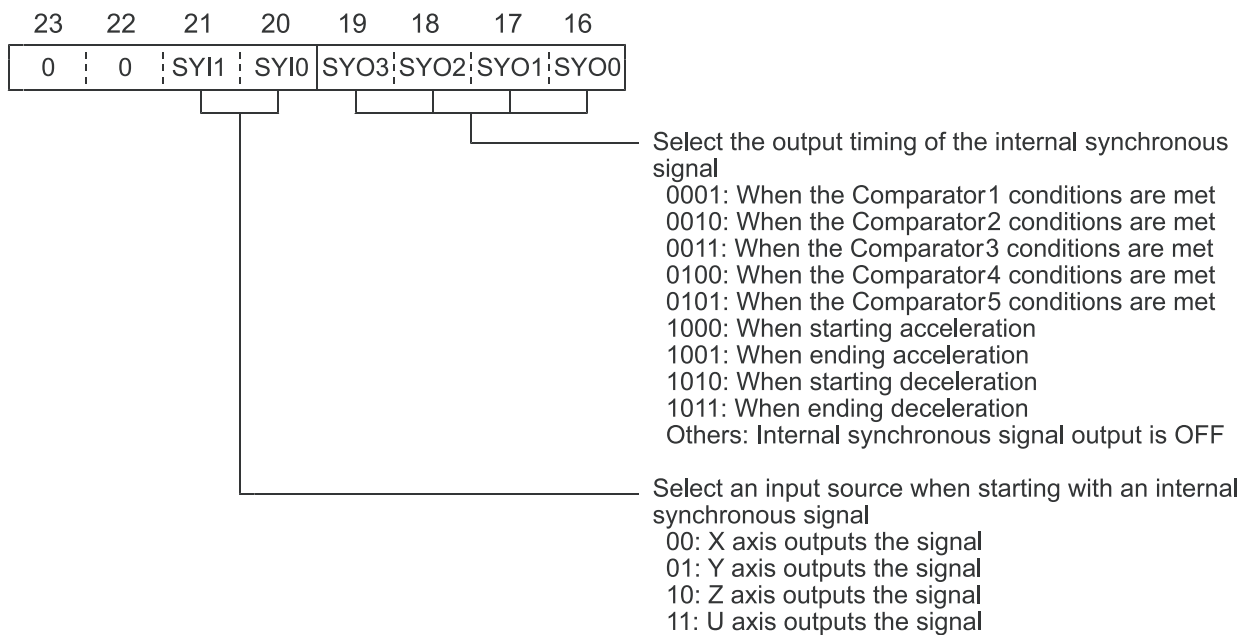 23 22 21 20 19 18 17 16
0 0 SYI1 SYI0 SYO3 SYO2 SYO1 SYO0
Select the output timing of the internal synchronous
signal
0001: When the Comparator1 conditions are met
0010: When the Comparator2 conditions are met
0011: When the Comparator3 conditions are met
0100: When the Comparator4 conditions are met
0101: When the Comparator5 conditions are met
1000: When starting acceleration
1001: When ending acceleration
1010: When starting deceleration
1011: When ending deceleration
Others: Internal synchronous signal output is OFF
Select an input source when starting with an internal
synchronous signal
00: X axis outputs the signal
01: Y axis outputs the signal
10: Z axis outputs the signal
11: U axis outputs the signal